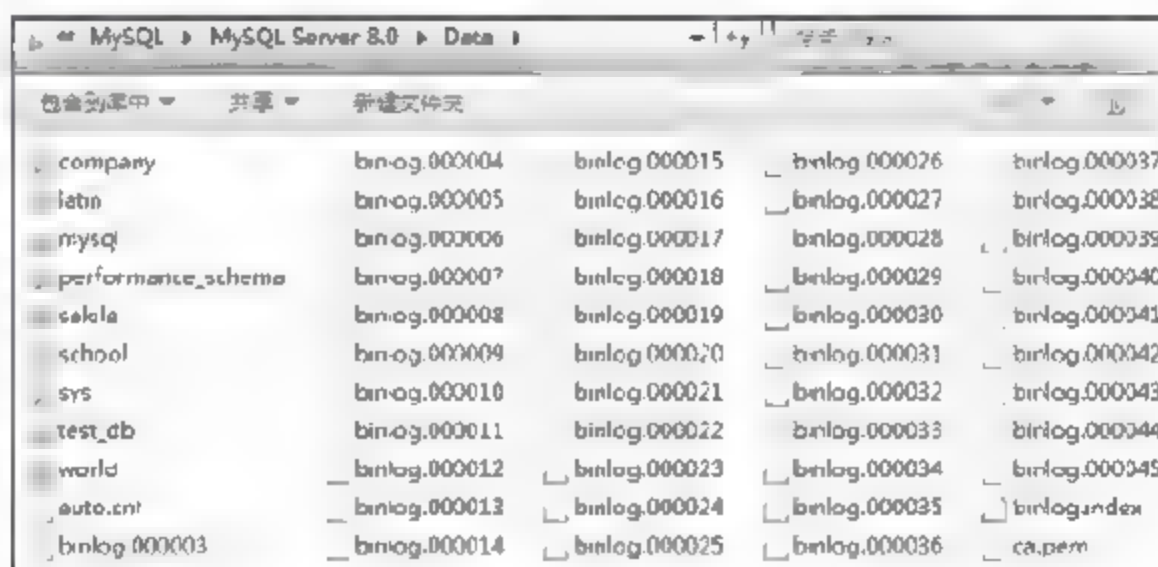 MySQL ▸ MySQL Server 8.0 ▸ Data ▸
包含到库中 共享 新建文件夹
company binlog.000004 binlog.000015 binlog.000026 binlog.000037
latin binlog.000005 binlog.000016 binlog.000027 binlog.000038
mysql binlog.000006 binlog.000017 binlog.000028 binlog.000039
performance_schema binlog.000007 binlog.000018 binlog.000029 binlog.000040
sakila binlog.000008 binlog.000019 binlog.000030 binlog.000041
school binlog.000009 binlog.000020 binlog.000031 binlog.000042
sys binlog.000010 binlog.000021 binlog.000032 binlog.000043
test_db binlog.000011 binlog.000022 binlog.000033 binlog.000044
world binlog.000012 binlog.000023 binlog.000034 binlog.000045
auto.cnf binlog.000013 binlog.000024 binlog.000035 binlog.index
binlog.000003 binlog.000014 binlog.000025 binlog.000036 ca.pem